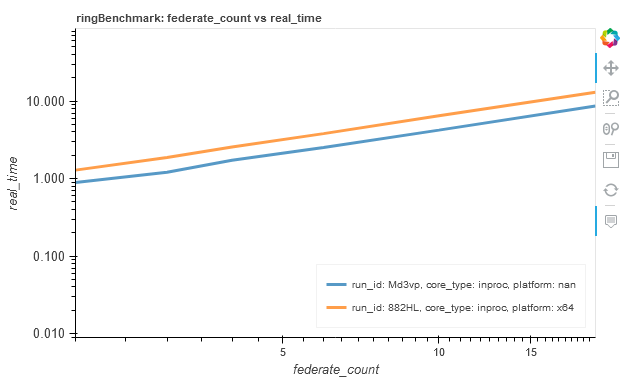 ringBenchmark: federate_count vs real_time
10.000
1.000
0.100
0.010
real_time
5
10
15
federate_count
run_id: Md3vp, core_type: inproc, platform: nan
run_id: 882HL, core_type: inproc, platform: x64